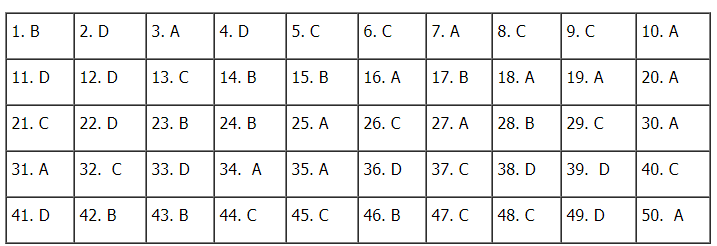 1. B 2. D 3. A 4. D 5. C 6. C 7. A 8. C 9. C 10. A
11. D 12. D 13. C 14. B 15. B 16. A 17. B 18. A 19. A 20. A
21. C 22. D 23. B 24. B 25. A 26. C 27. A 28. B 29. C 30. A
31. A 32. C 33. D 34. A 35. A 36. D 37. C 38. D 39. D 40. C
41. D 42. B 43. B 44. C 45. C 46. B 47. C 48. C 49. D 50. A